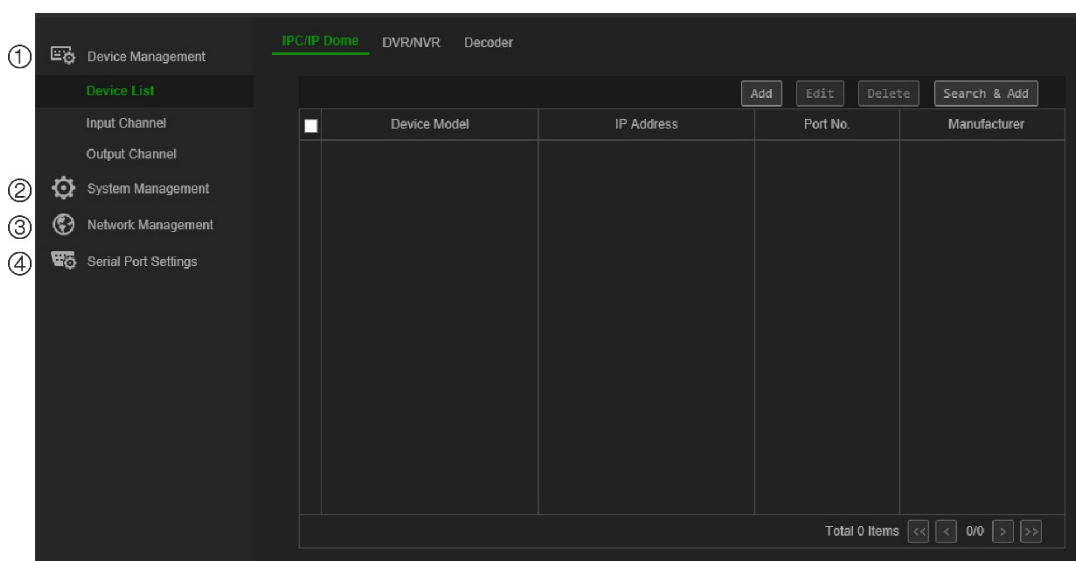 ① Device Management
Device List
Input Channel
Output Channel
② System Management
③ Network Management
④ Serial Port Settings
IPC/IP Dome DVR/NVR Decoder
Add Edit Delete Search & Add
Device Model IP Address Port No. Manufacturer
Total 0 Items << < 0/0 > >>